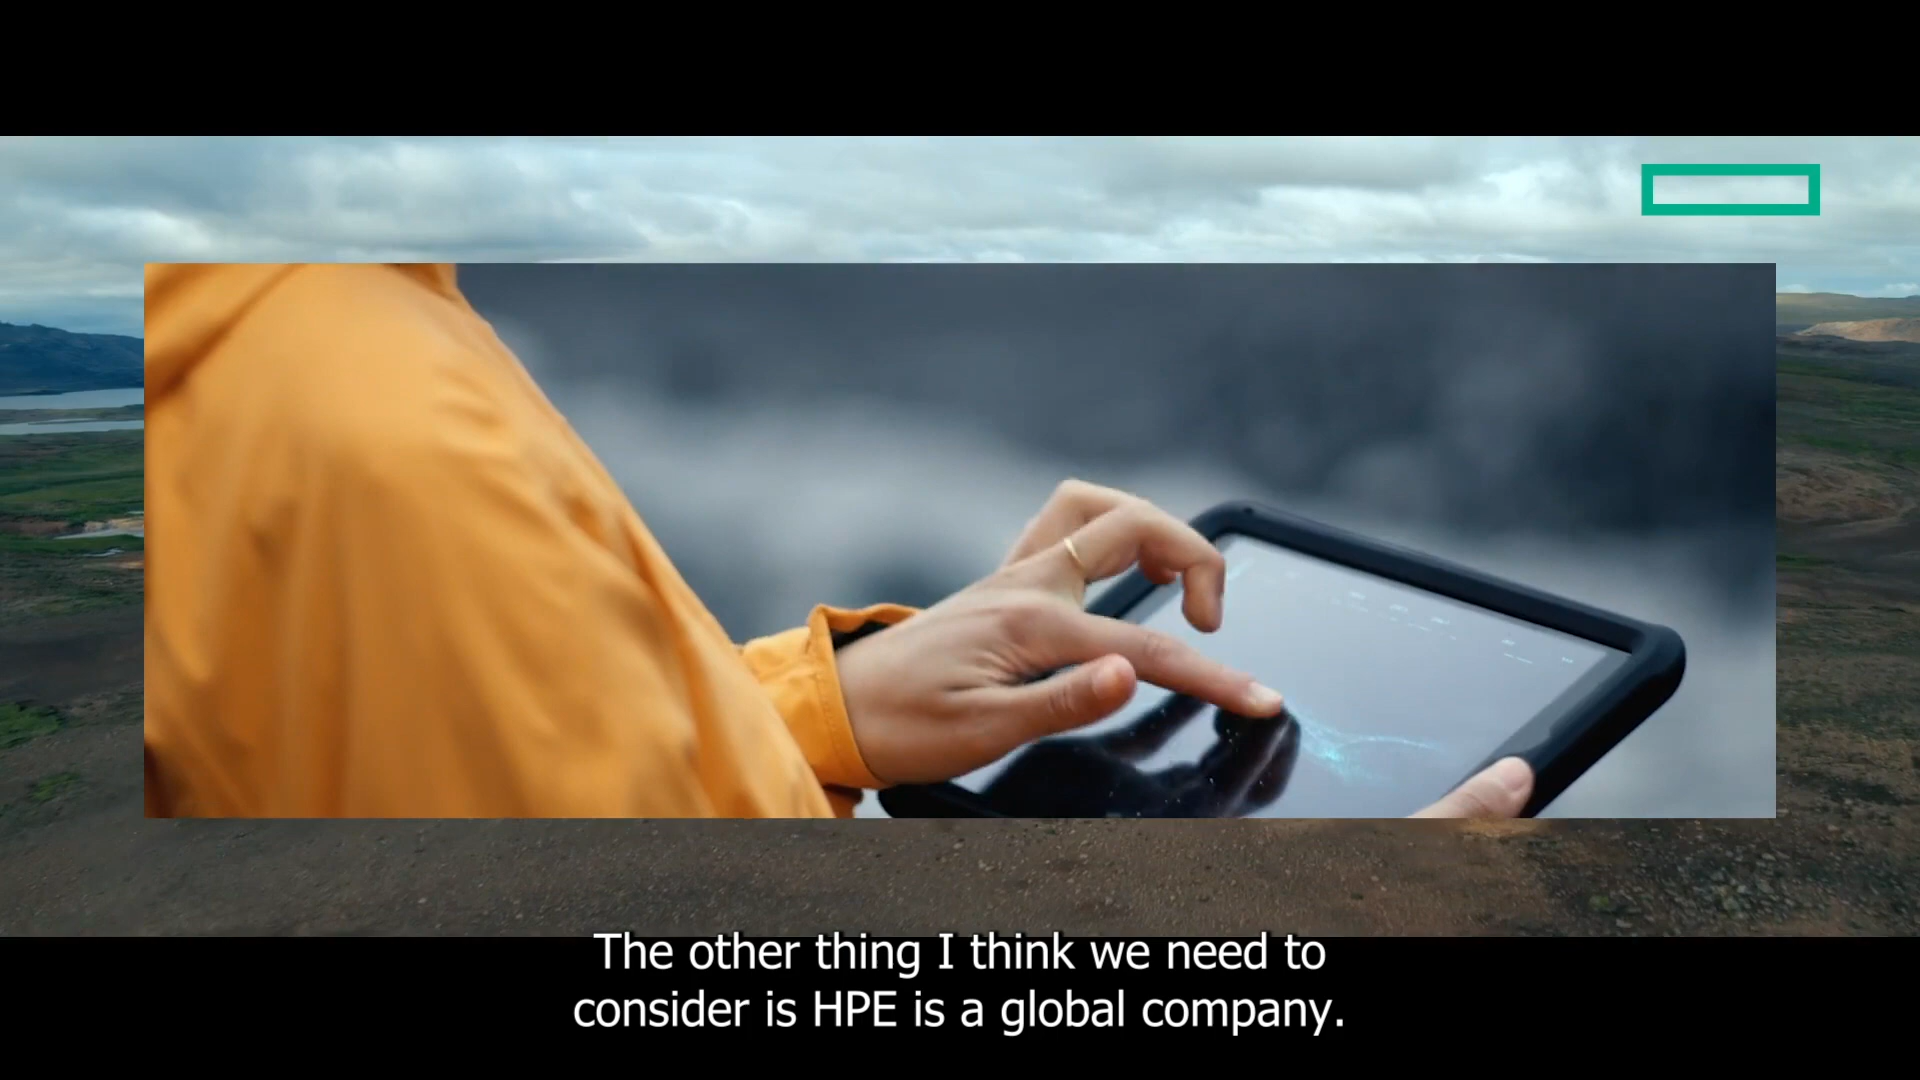 The other thing I think we need to
consider is HPE is a global company.